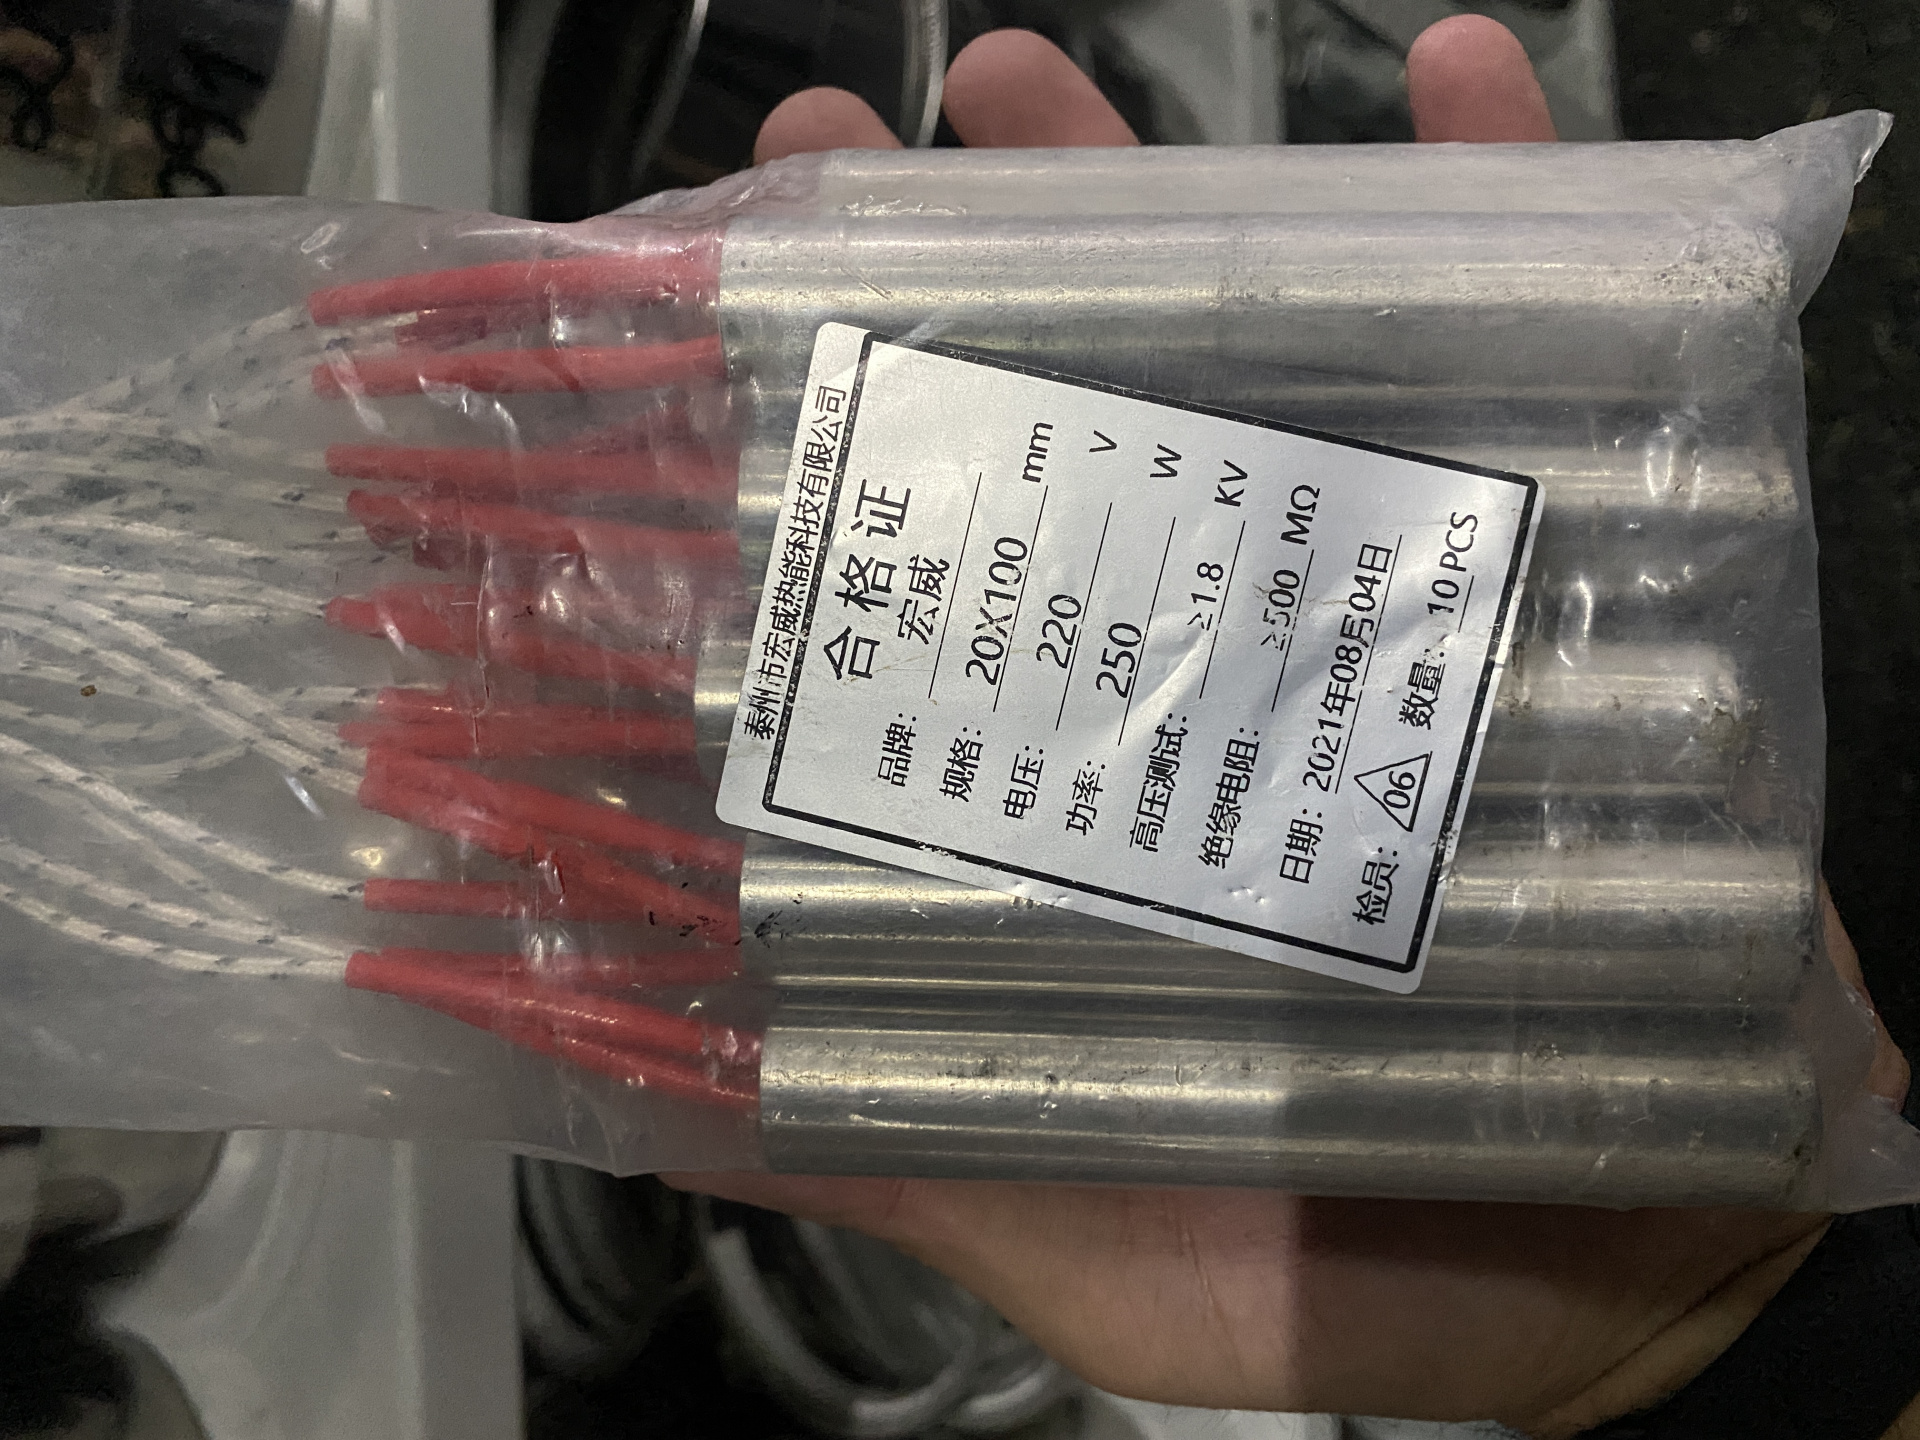 泰州市宏威热能科技有限公司
合格证
品牌: 宏威
规格: 20X100 mm
电压: 220 V
功率: 250 W
高压测试: ≥1.8 KV
绝缘电阻: ≥500 MΩ
日期: 2021年08月04日
检员: 06 数量: 10 PCS